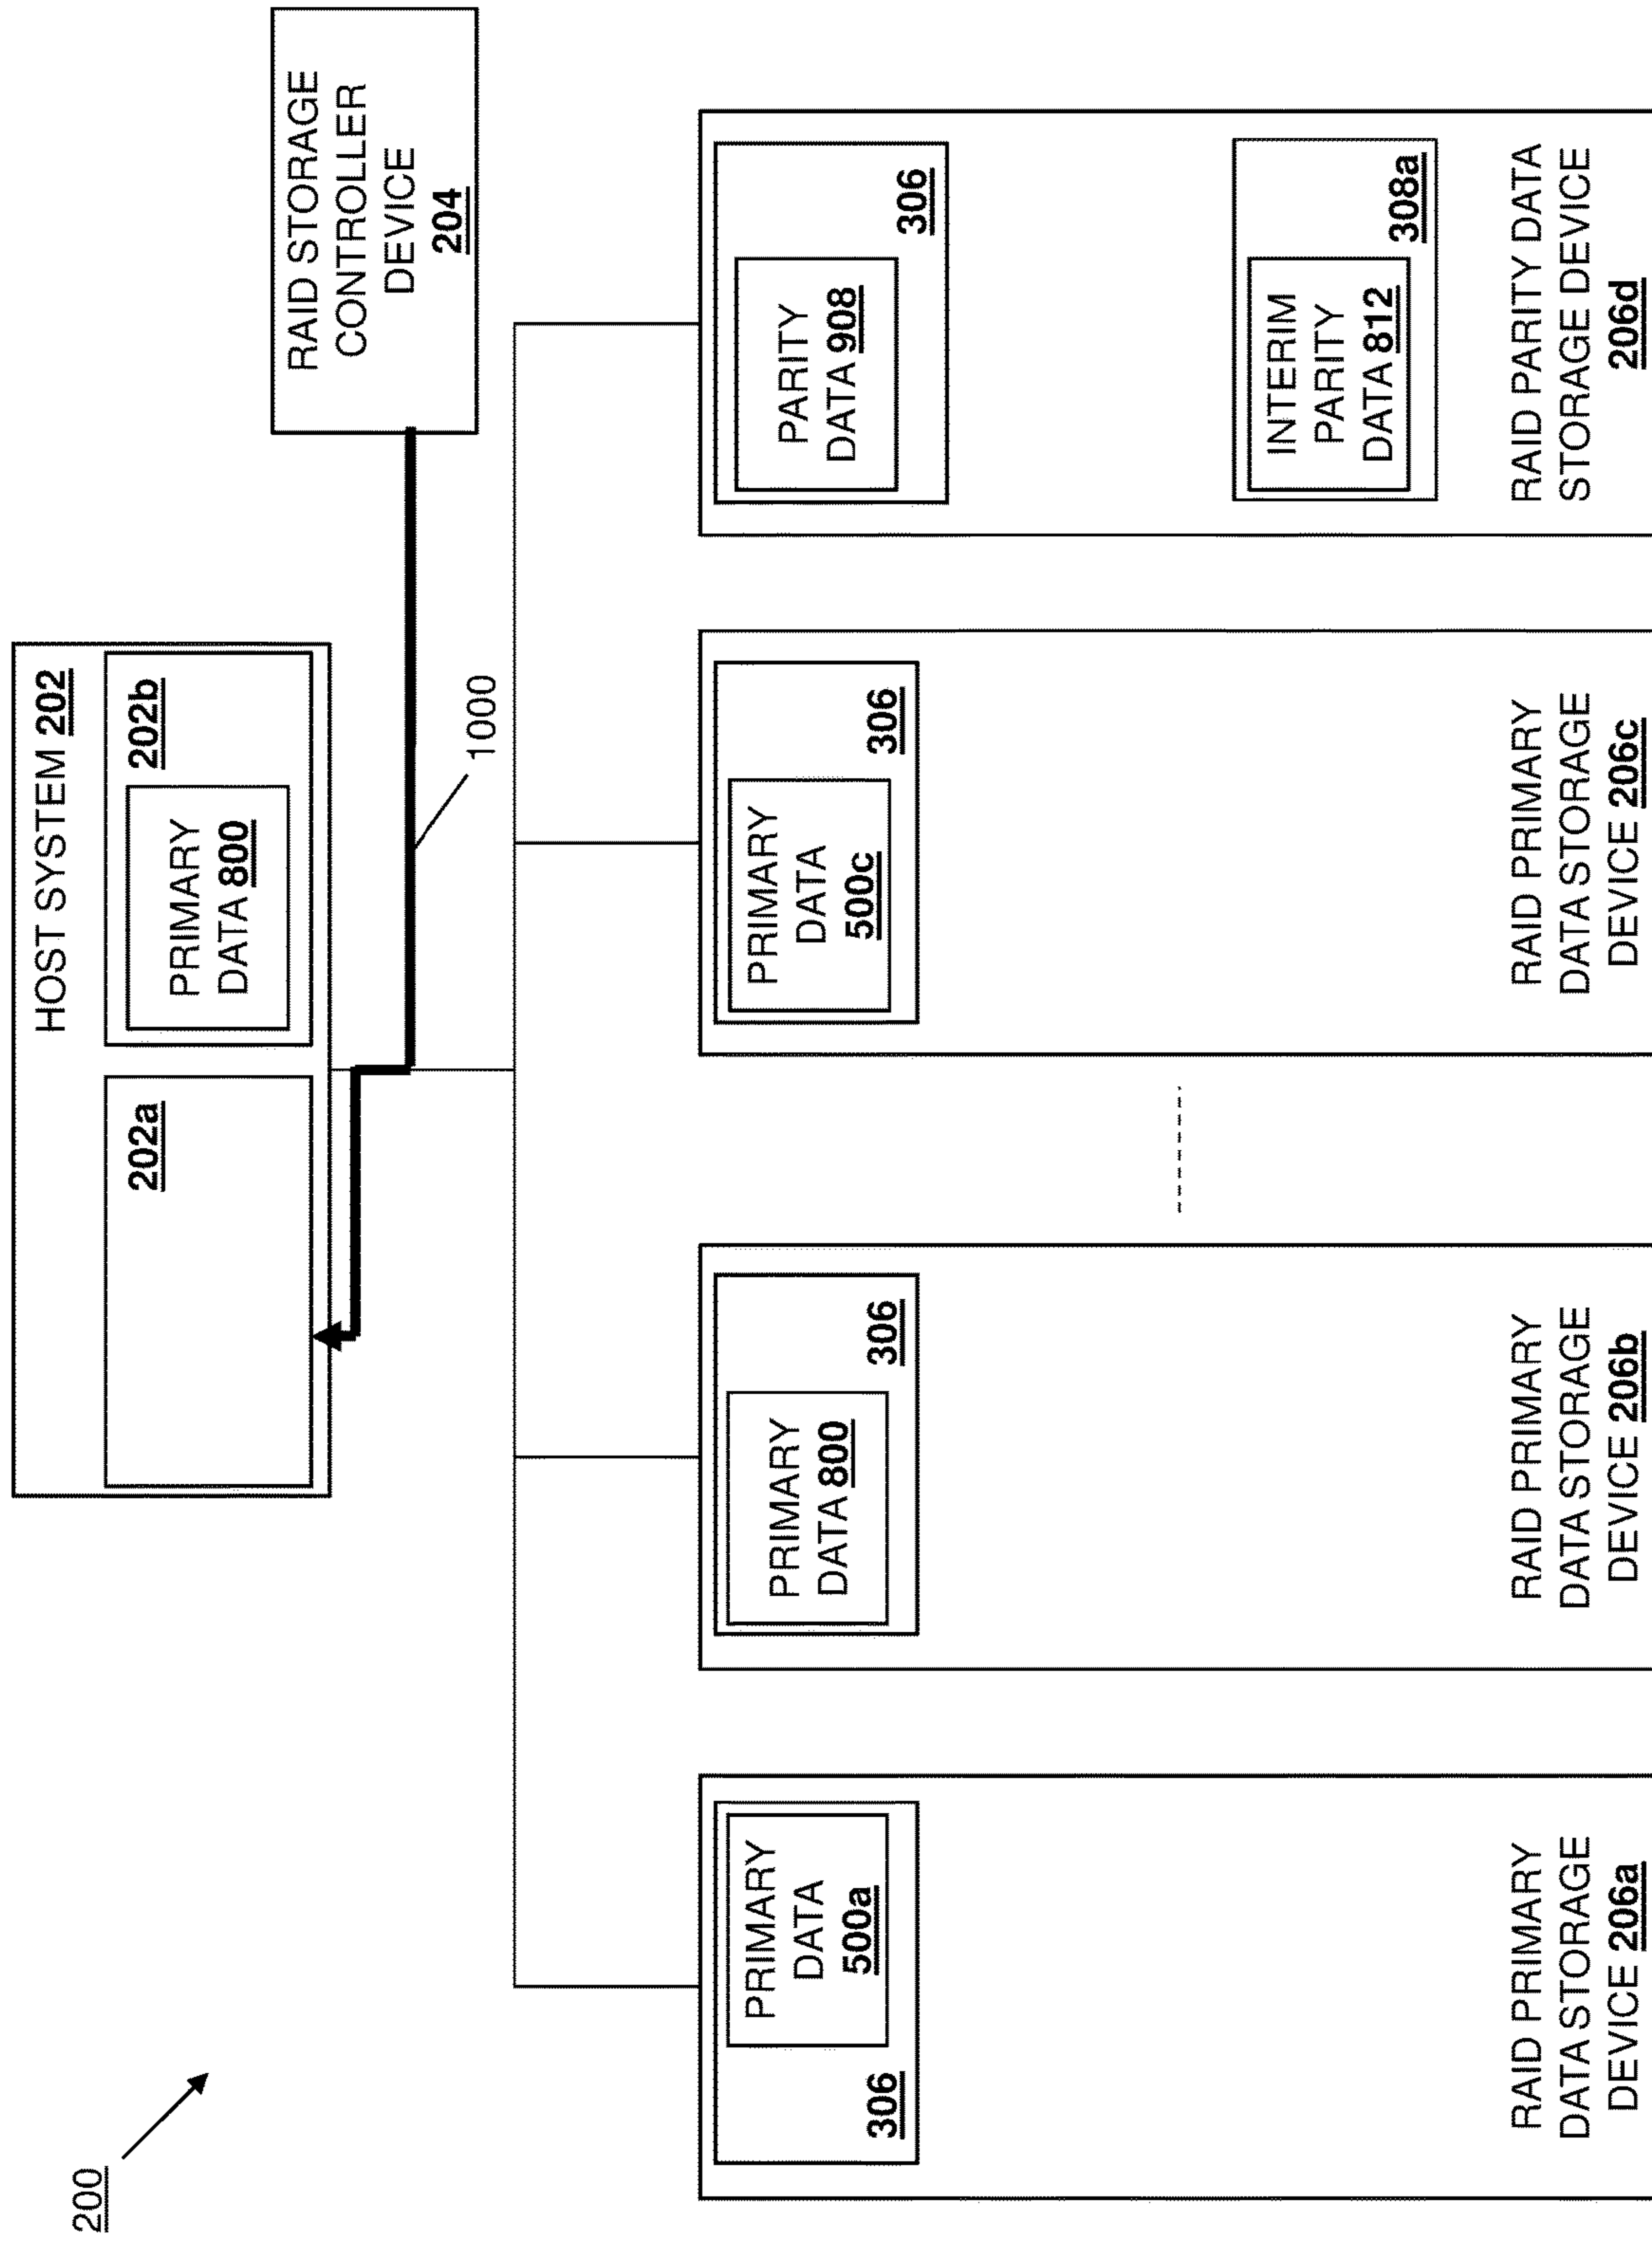 200
HOST SYSTEM 202
202a
202b
PRIMARY
DATA 800
RAID STORAGE
CONTROLLER
DEVICE
204
1000
306
PRIMARY
DATA
500a
RAID PRIMARY
DATA STORAGE
DEVICE 206a
PRIMARY
DATA 800
306
RAID PRIMARY
DATA STORAGE
DEVICE 206b
PRIMARY
DATA
500c
306
RAID PRIMARY
DATA STORAGE
DEVICE 206c
PARITY
DATA 908
306
INTERIM
PARITY
DATA 812
308a
RAID PARITY DATA
STORAGE DEVICE
206d